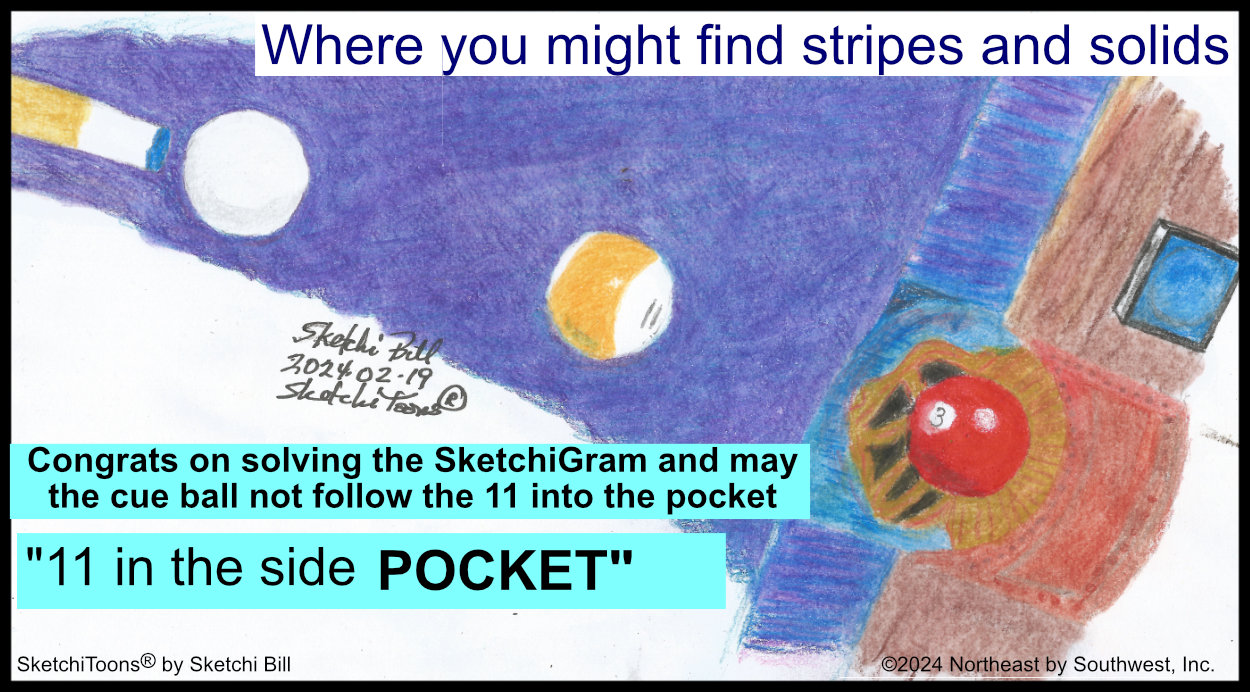 Where you might find stripes and solids
11
Sketchi Bill
2024.02-19
SketchiToons®
3
Congrats on solving the SketchiGram and may
the cue ball not follow the 11 into the pocket
"11 in the side POCKET"
SketchiToons® by Sketchi Bill
©2024 Northeast by Southwest, Inc.